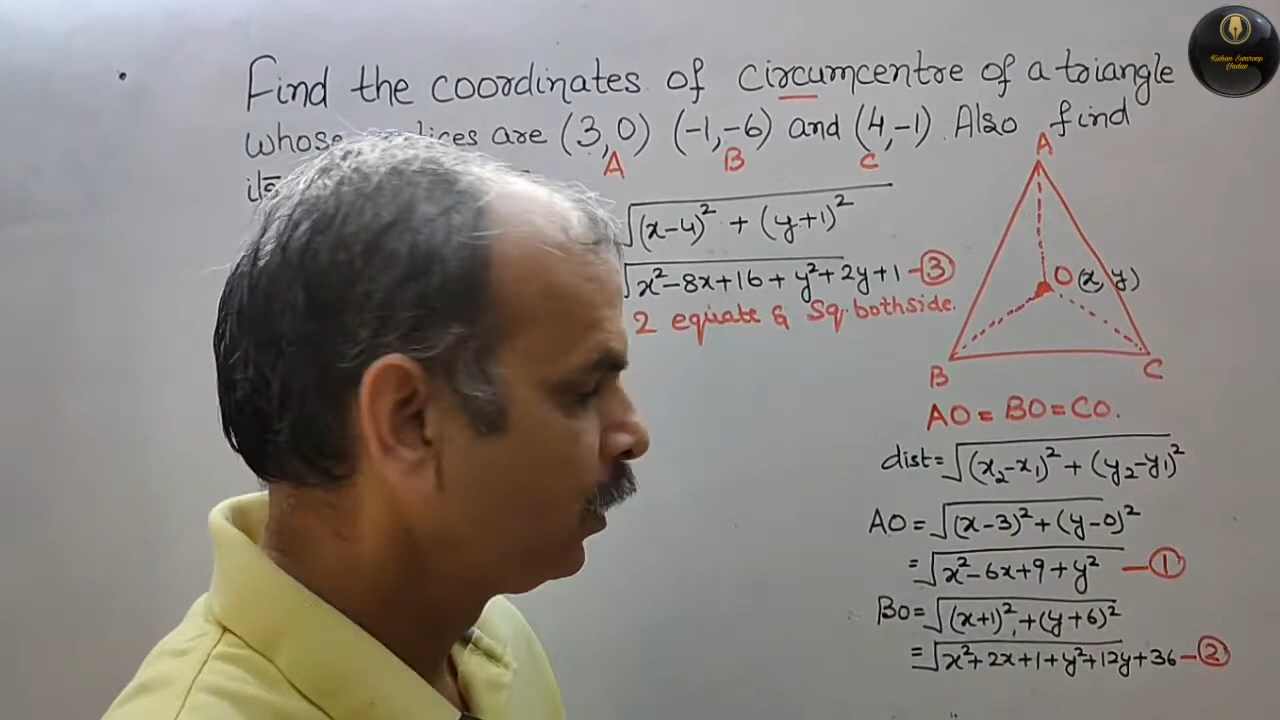 Find the coordinates of circumcentre of a triangle
whose are (3,0) (-1,-6) and (4,-1). Also find
A B C
√(x-4)² + (y+1)²
√x²-8x+16+y²+2y+1 -③
2 equate & Sq. bothside.
A
O(x, y)
B C
AO = BO = CO.
dist = √(x₂-x₁)² + (y₂-y₁)²
AO = √(x-3)² + (y-0)²
= √x²-6x+9+y² -①
BO = √(x+1)² + (y+6)²
= √x²+2x+1+y²+12y+36 -②
Kishan Swaroop
Yadav